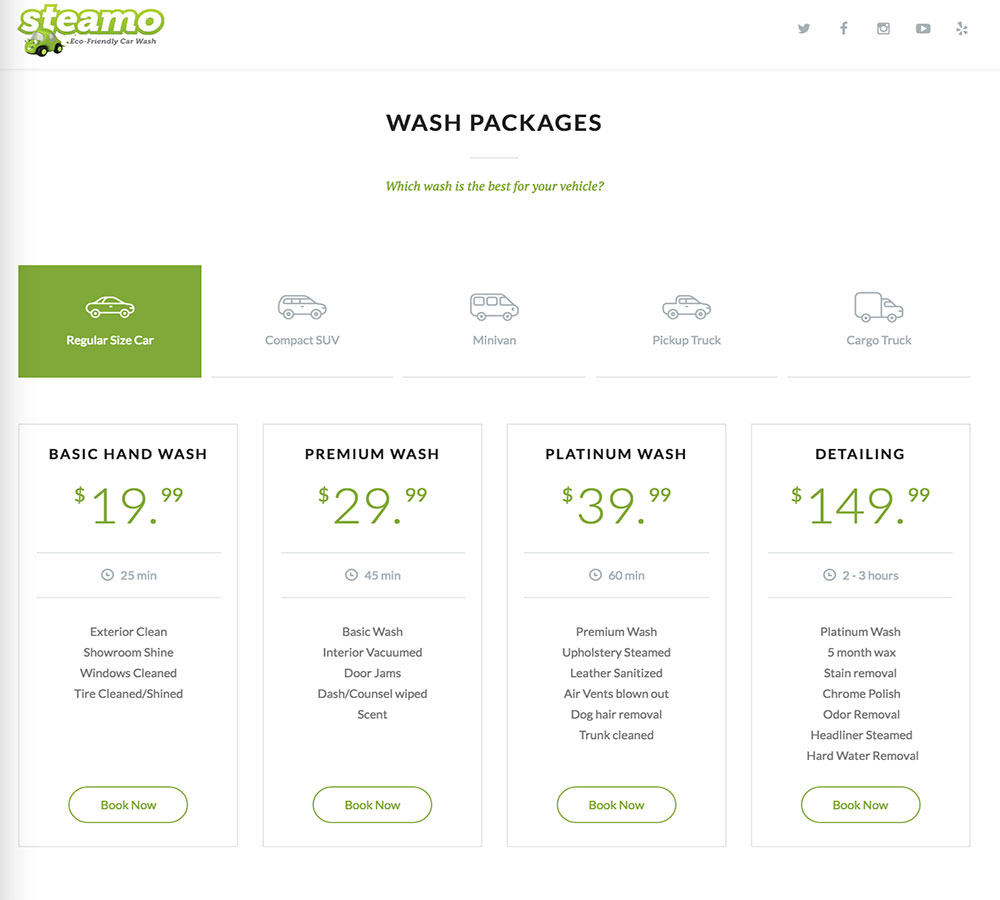 steamo
Eco-Friendly Car Wash
WASH PACKAGES
Which wash is the best for your vehicle?
Regular Size Car
Compact SUV
Minivan
Pickup Truck
Cargo Truck
BASIC HAND WASH
$19.99
25 min
Exterior Clean
Showroom Shine
Windows Cleaned
Tire Cleaned/Shined
Book Now
PREMIUM WASH
$29.99
45 min
Basic Wash
Interior Vacuumed
Door Jams
Dash/Counsel wiped
Scent
Book Now
PLATINUM WASH
$39.99
60 min
Premium Wash
Upholstery Steamed
Leather Sanitized
Air Vents blown out
Dog hair removal
Trunk cleaned
Book Now
DETAILING
$149.99
2 - 3 hours
Platinum Wash
5 month wax
Stain removal
Chrome Polish
Odor Removal
Headliner Steamed
Hard Water Removal
Book Now